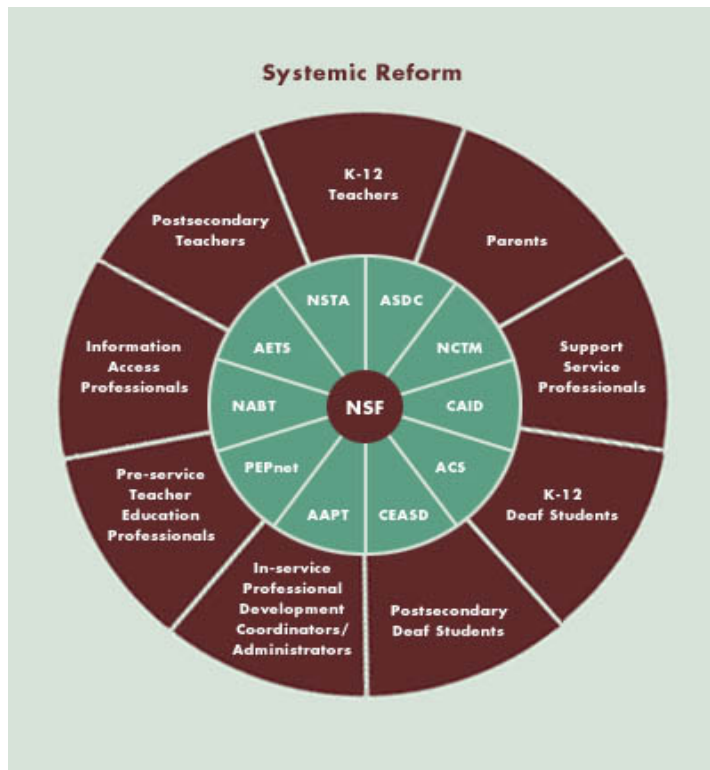 Systemic Reform
K-12
Teachers
Parents
Support
Service
Professionals
K-12
Deaf Students
Postsecondary
Deaf Students
In-service
Professional
Development
Coordinators/
Administrators
Pre-service
Teacher
Education
Professionals
Information
Access
Professionals
Postsecondary
Teachers
NSTA
ASDC
NCTM
CAID
ACS
CEASD
AAPT
PEPnet
NABT
AETS
NSF